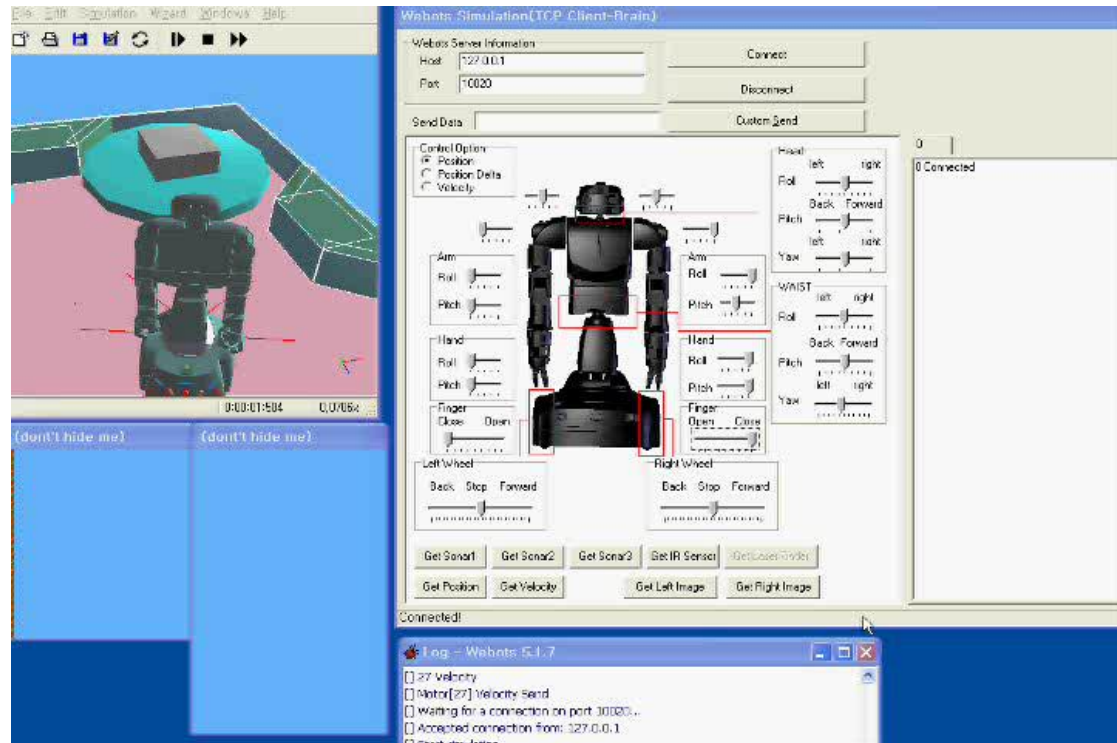 File Edit Simulation Wizard Windows Help
0:00:01:504 0,0706x
(dont't hide me)
(dont't hide me)
Webots Simulation(TCP Client-Brain)
Webots Server Information
Host 127.0.0.1
Port 10020
Connect
Disconnect
Send Data
Custom Send
Control Option
Position
Position Delta
Velocity
Arm
Roll
Pitch
Hand
Roll
Pitch
Finger
Close Open
Left Wheel
Back Stop Forward
Arm
Roll
Pitch
Hand
Roll
Pitch
Finger
Open Close
Right Wheel
Back Stop Forward
Head
left right
Roll
Back Forward
Pitch
left right
Yaw
WAIST
left right
Roll
Back Forward
Pitch
left right
Yaw
Get Sonar1 Get Sonar2 Get Sonar3 Get IR Sensor
Get Position Get Velocity Get Left Image Get Right Image
0
0 Connected
Connected!
Log - Webots 5.1.7
[] 27 Velocity
[] Motor[27] Velocity Send
[] Waiting for a connection on port 10020...
[] Accepted connection from: 127.0.0.1